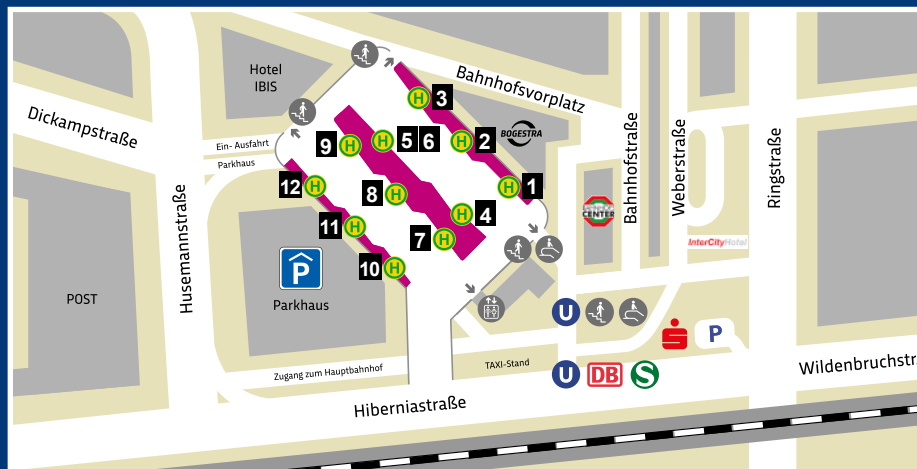 Hotel
IBIS
Bahnhofsvorplatz
Dickampstraße
BOGESTRA
Ein- Ausfahrt
Parkhaus
Husemannstraße
Bahnhofstraße
Weberstraße
Ringstraße
H 3
H 2
H 1
H 5 6
9 H
8 H
H 4
7 H
12 H
11 H
10 H
CENTER
InterCityHotel
P
Parkhaus
POST
U
P
TAXI-Stand
Zugang zum Hauptbahnhof
U DB S
Wildenbruchstr
Hiberniastraße